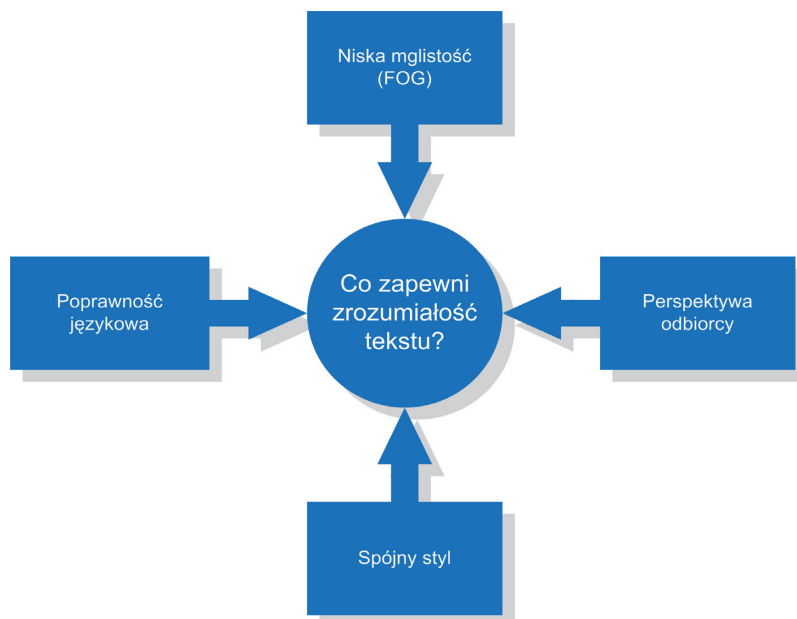 Niska mglistość
(FOG)
Poprawność
językowa
Co zapewni
zrozumiałość
tekstu?
Perspektywa
odbiorcy
Spójny styl